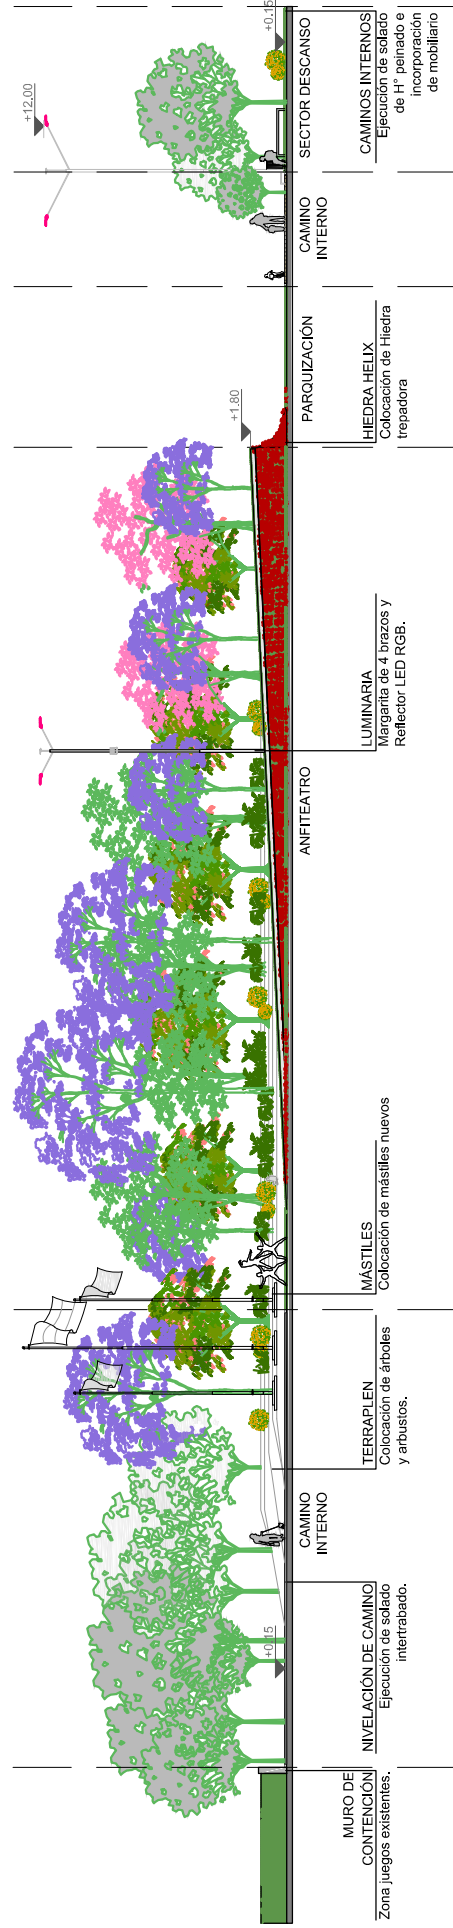 MURO DE
CONTENCIÓN
Zona juegos existentes.
+0.15
NIVELACIÓN DE CAMINO
Ejecución de solado
intertrabado.
CAMINO
INTERNO
TERRAPLEN
Colocación de árboles
y arbustos.
MÁSTILES
Colocación de mástiles nuevos
ANFITEATRO
LUMINARIA
Margarita de 4 brazos y
Reflector LED RGB.
+1.80
PARQUIZACIÓN
HIEDRA HELIX
Colocación de Hiedra
trepadora
CAMINO
INTERNO
+12,00
SECTOR DESCANSO
+0.15
CAMINOS INTERNOS
Ejecución de solado
de H° peinado e
incorporación
de mobiliario